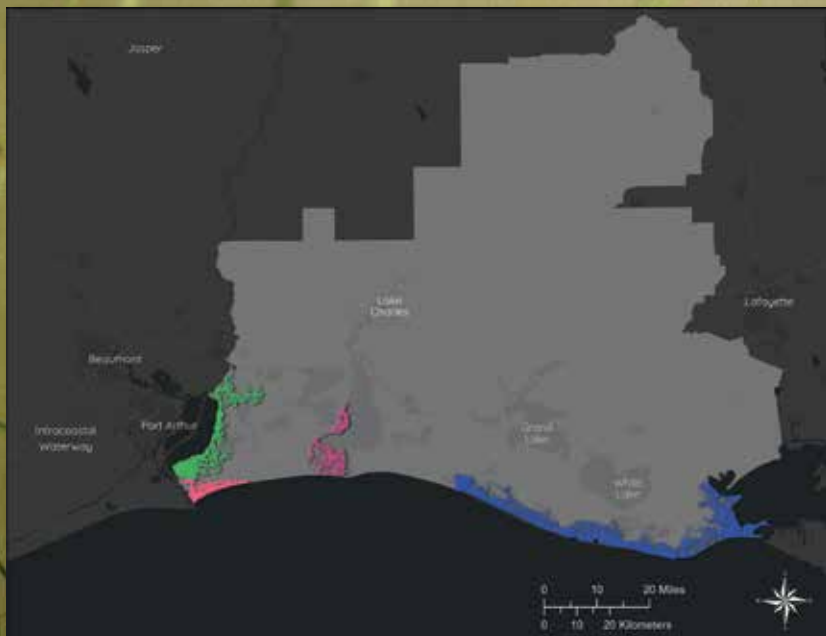 Jasper
Lake
Charles
Lafayette
Beaumont
Port Arthur
Intracoastal
Waterway
Grand
Lake
White
Lake
0 10 20 Miles
0 10 20 Kilometers